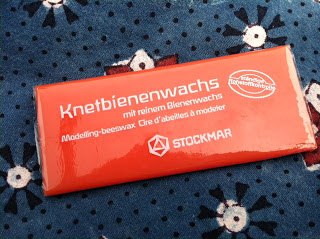 Knetbienenwachs
mit reinem Bienenwachs
Modelling-beeswax Cire d'abeilles à modeler
STOCKMAR